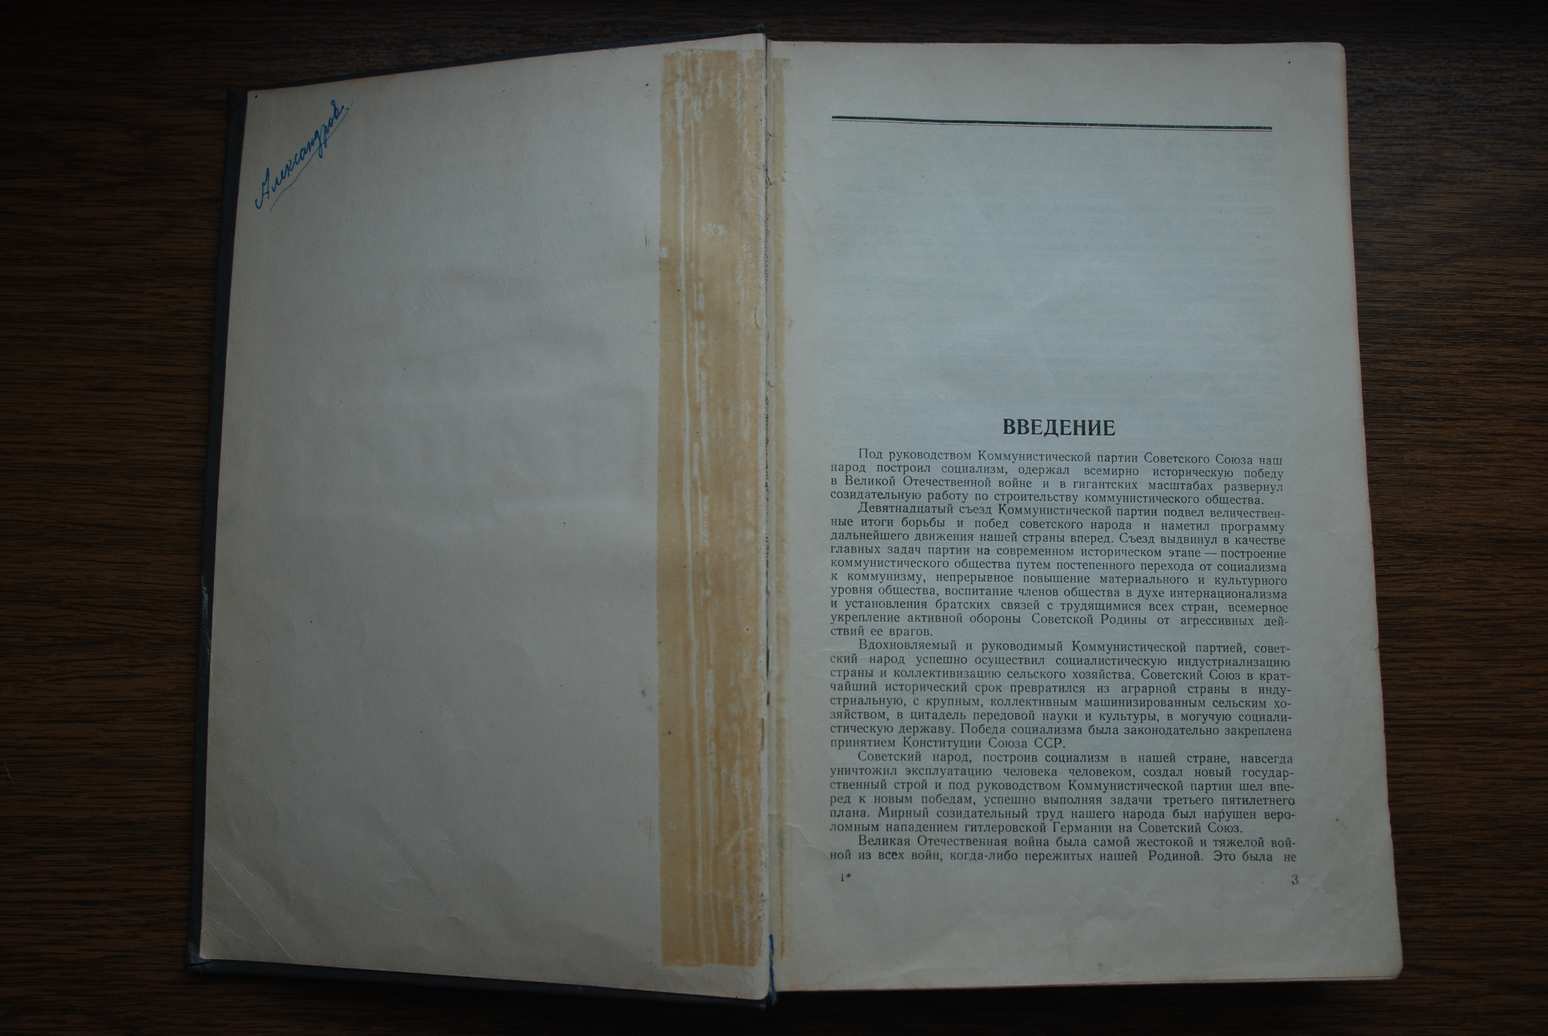 Александров.
ВВЕДЕНИЕ
Под руководством Коммунистической партии Советского Союза наш
народ построил социализм, одержал всемирно историческую победу
в Великой Отечественной войне и в гигантских масштабах развернул
созидательную работу по строительству коммунистического общества.
Девятнадцатый съезд Коммунистической партии подвел величествен-
ные итоги борьбы и побед советского народа и наметил программу
дальнейшего движения нашей страны вперед. Съезд выдвинул в качестве
главных задач партии на современном историческом этапе — построение
коммунистического общества путем постепенного перехода от социализма
к коммунизму, непрерывное повышение материального и культурного
уровня общества, воспитание членов общества в духе интернационализма
и установления братских связей с трудящимися всех стран, всемерное
укрепление активной обороны Советской Родины от агрессивных дей-
ствий ее врагов.
Вдохновляемый и руководимый Коммунистической партией, совет-
ский народ успешно осуществил социалистическую индустриализацию
страны и коллективизацию сельского хозяйства. Советский Союз в крат-
чайший исторический срок превратился из аграрной страны в инду-
стриальную, с крупным, коллективным машинизированным сельским хо-
зяйством, в цитадель передовой науки и культуры, в могучую социали-
стическую державу. Победа социализма была законодательно закреплена
принятием Конституции Союза ССР.
Советский народ, построив социализм в нашей стране, навсегда
уничтожил эксплуатацию человека человеком, создал новый государ-
ственный строй и под руководством Коммунистической партии шел впе-
ред к новым победам, успешно выполняя задачи третьего пятилетнего
плана. Мирный созидательный труд нашего народа был нарушен веро-
ломным нападением гитлеровской Германии на Советский Союз.
Великая Отечественная война была самой жестокой и тяжелой вой-
ной из всех войн, когда-либо пережитых нашей Родиной. Это была не
1*
3